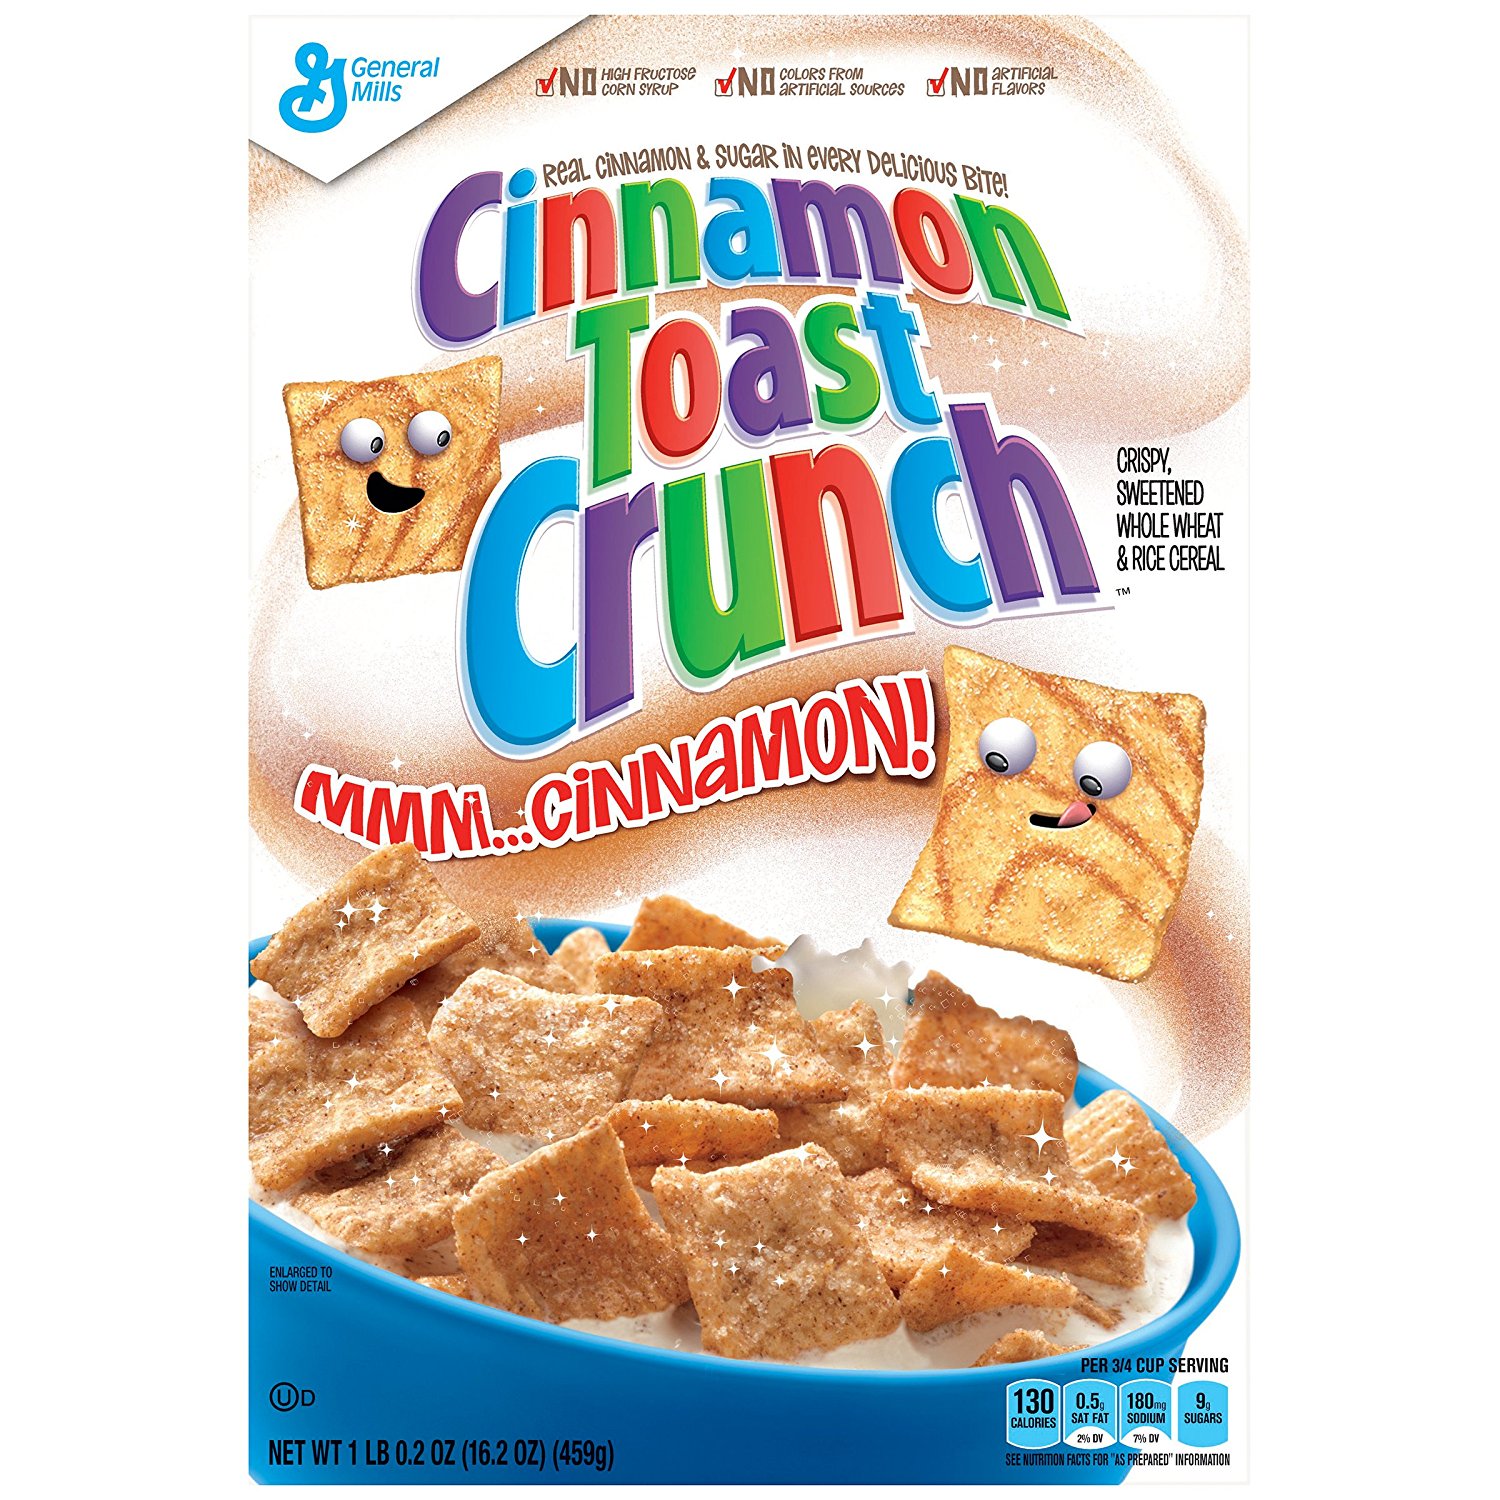 General
Mills
NO HIGH FRUCTOSE
CORN SYRUP
NO COLORS FROM
ARTIFICIAL SOURCES
NO ARTIFICIAL
FLAVORS
REAL CINNAMON & SUGAR IN EVERY DELICIOUS BITE!
Cinnamon
Toast
Crunch
TM
CRISPY,
SWEETENED
WHOLE WHEAT
& RICE CEREAL
MMM...CINNAMON!
ENLARGED TO
SHOW DETAIL
U D
NET WT 1 LB 0.2 OZ (16.2 OZ) (459g)
PER 3/4 CUP SERVING
130
CALORIES
0.5g
SAT FAT
2% DV
180mg
SODIUM
7% DV
9g
SUGARS
SEE NUTRITION FACTS FOR "AS PREPARED" INFORMATION